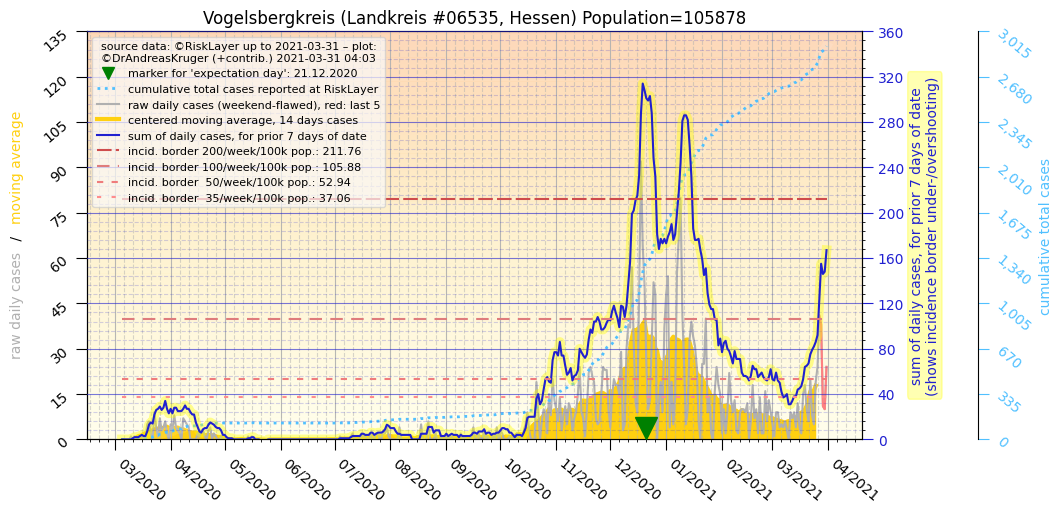 Vogelsbergkreis (Landkreis #06535, Hessen) Population=105878
source data: ©RiskLayer up to 2021-03-31 – plot:
©DrAndreasKruger (+contrib.) 2021-03-31 04:03
marker for 'expectation day': 21.12.2020
cumulative total cases reported at RiskLayer
raw daily cases (weekend-flawed), red: last 5
centered moving average, 14 days cases
sum of daily cases, for prior 7 days of date
incid. border 200/week/100k pop.: 211.76
incid. border 100/week/100k pop.: 105.88
incid. border  50/week/100k pop.: 52.94
incid. border  35/week/100k pop.: 37.06
raw daily cases  /  moving average
135
120
105
90
75
60
45
30
15
0
03/2020
04/2020
05/2020
06/2020
07/2020
08/2020
09/2020
10/2020
11/2020
12/2020
01/2021
02/2021
03/2021
04/2021
360
320
280
240
200
160
120
80
40
0
sum of daily cases, for prior 7 days of date
(shows incidence border under-/overshooting)
3,015
2,680
2,345
2,010
1,675
1,340
1,005
670
335
0
cumulative total cases